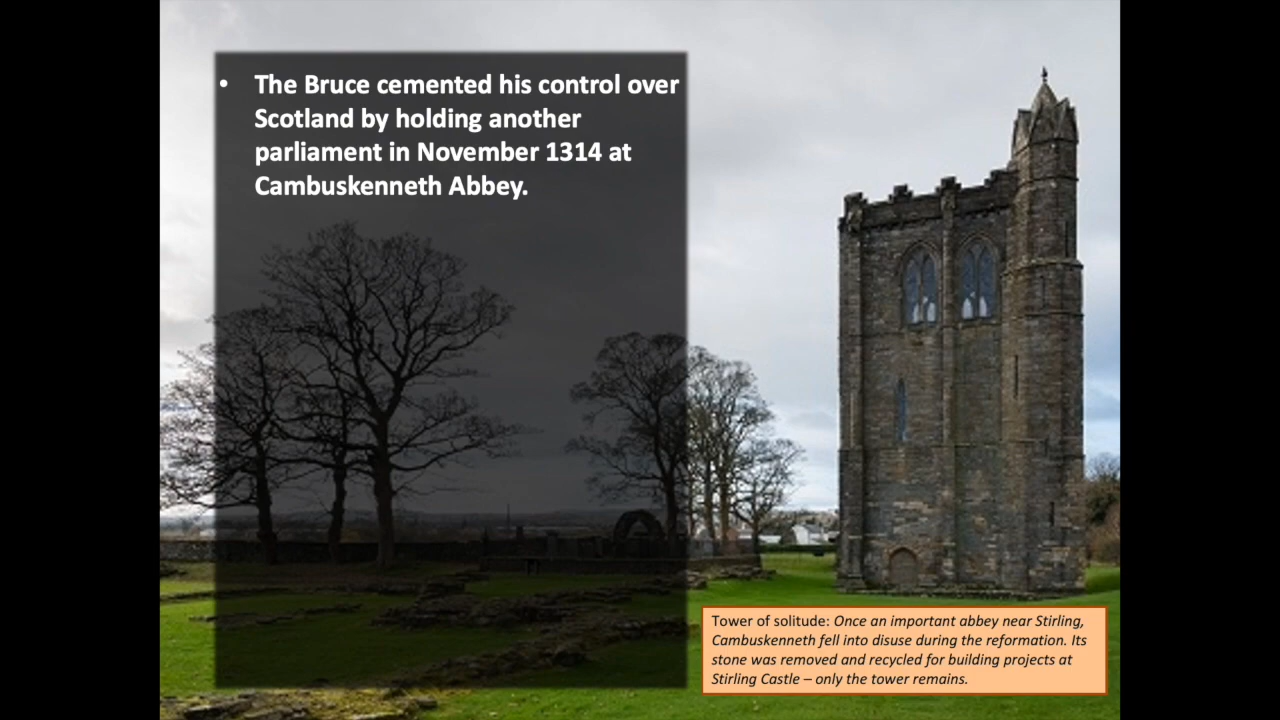 • The Bruce cemented his control over
Scotland by holding another
parliament in November 1314 at
Cambuskenneth Abbey.
Tower of solitude: Once an important abbey near Stirling,
Cambuskenneth fell into disuse during the reformation. Its
stone was removed and recycled for building projects at
Stirling Castle – only the tower remains.